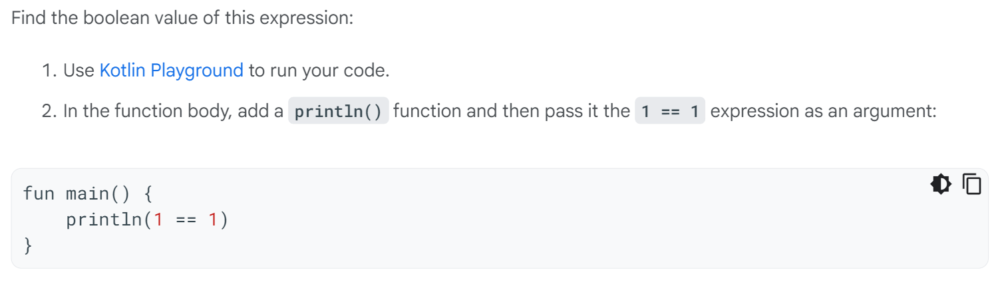 Find the boolean value of this expression:
1. Use Kotlin Playground to run your code.
2. In the function body, add a println() function and then pass it the 1 == 1 expression as an argument:
fun main() {
    println(1 == 1)
}